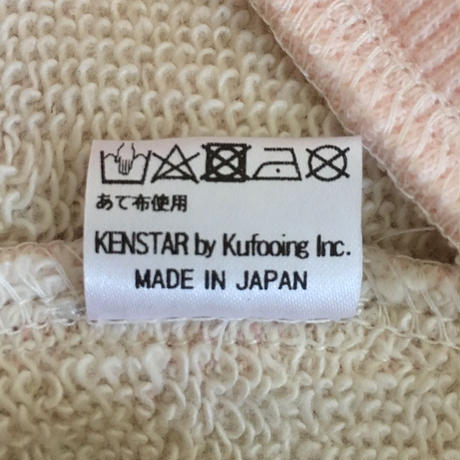 あて布使用
KENSTAR by Kufooing Inc.
MADE IN JAPAN